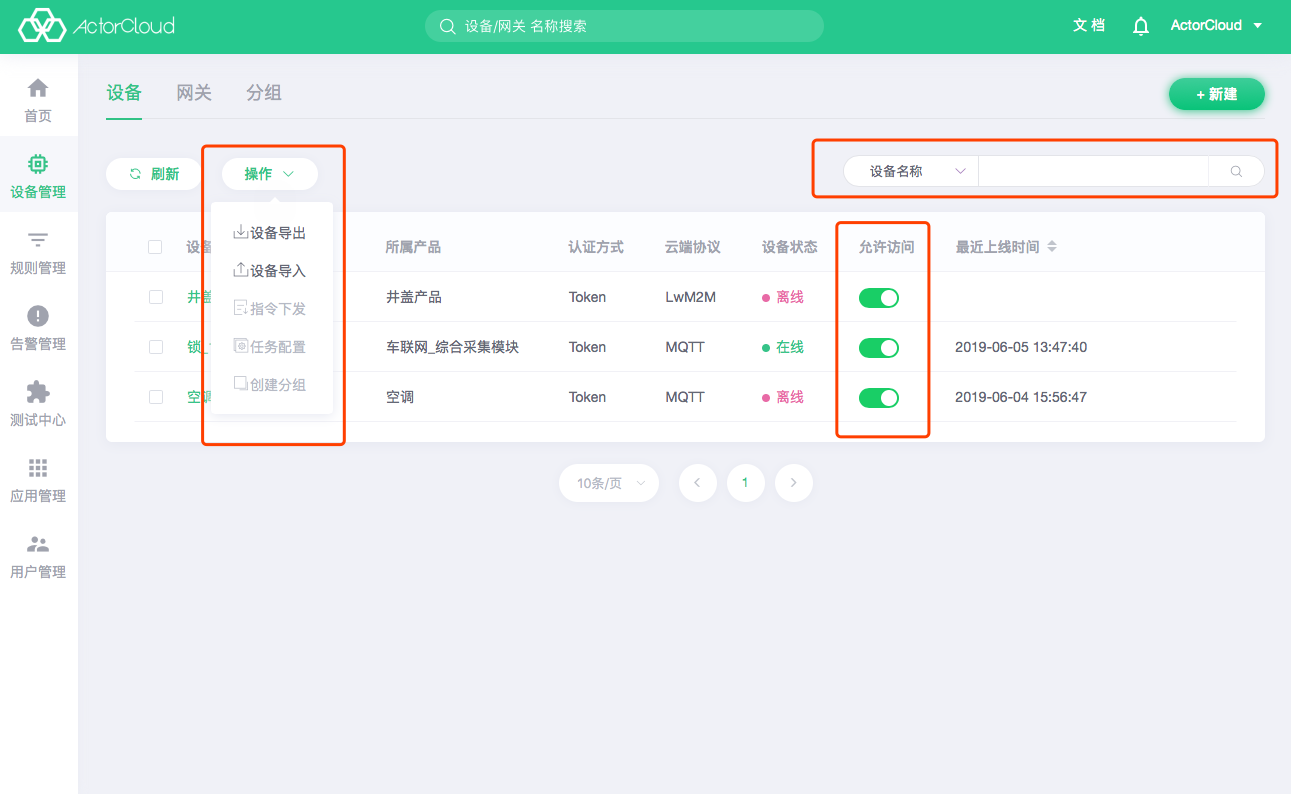 ActorCloud
设备/网关 名称搜索
文 档
ActorCloud
首页
设备管理
规则管理
告警管理
测试中心
应用管理
用户管理
设备 网关 分组
+ 新建
刷新 操作
设备名称
设备导出
设备导入
指令下发
任务配置
创建分组
设备 所属产品 认证方式 云端协议 设备状态 允许访问 最近上线时间
井盖 井盖产品 Token LwM2M 离线
锁_ 车联网_综合采集模块 Token MQTT 在线 2019-06-05 13:47:40
空调 空调 Token MQTT 离线 2019-06-04 15:56:47
10条/页 1